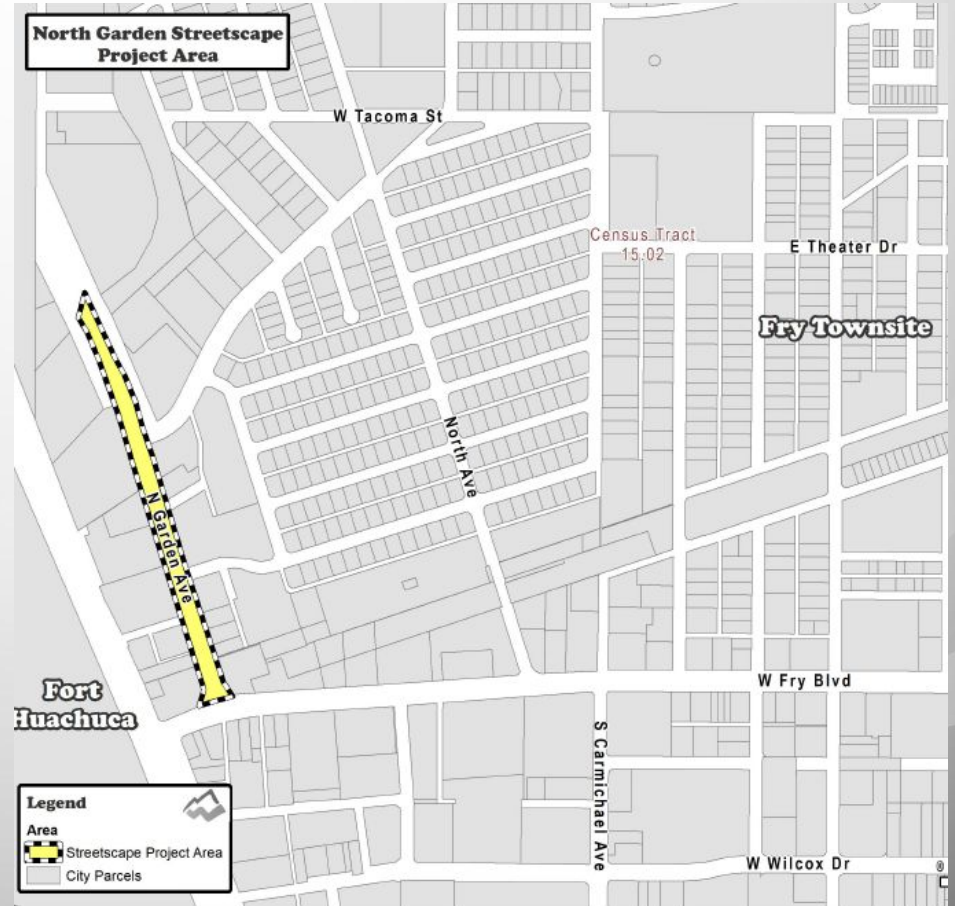 North Garden Streetscape
Project Area
W Tacoma St
Census Tract
15.02
E Theater Dr
Fry Townsite
North Ave
N Garden Ave
Fort
Huachuca
W Fry Blvd
S Carmichael Ave
W Wilcox Dr
Legend
Area
Streetscape Project Area
City Parcels